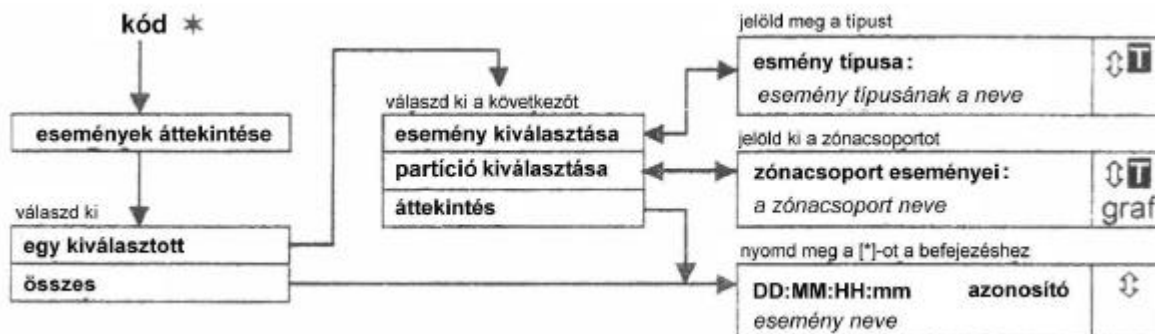 kód *
események áttekintése
válaszd ki
egy kiválasztott
összes
válaszd ki a következőt
esemény kiválasztása
partíció kiválasztása
áttekintés
jelöld meg a típust
esmény típusa:
esemény típusának a neve
T
jelöld ki a zónacsoportot
zónacsoport eseményei:
a zónacsoport neve
T
graf
nyomd meg a [*]-ot a befejezéshez
DD:MM:HH:mm azonosító
esemény neve